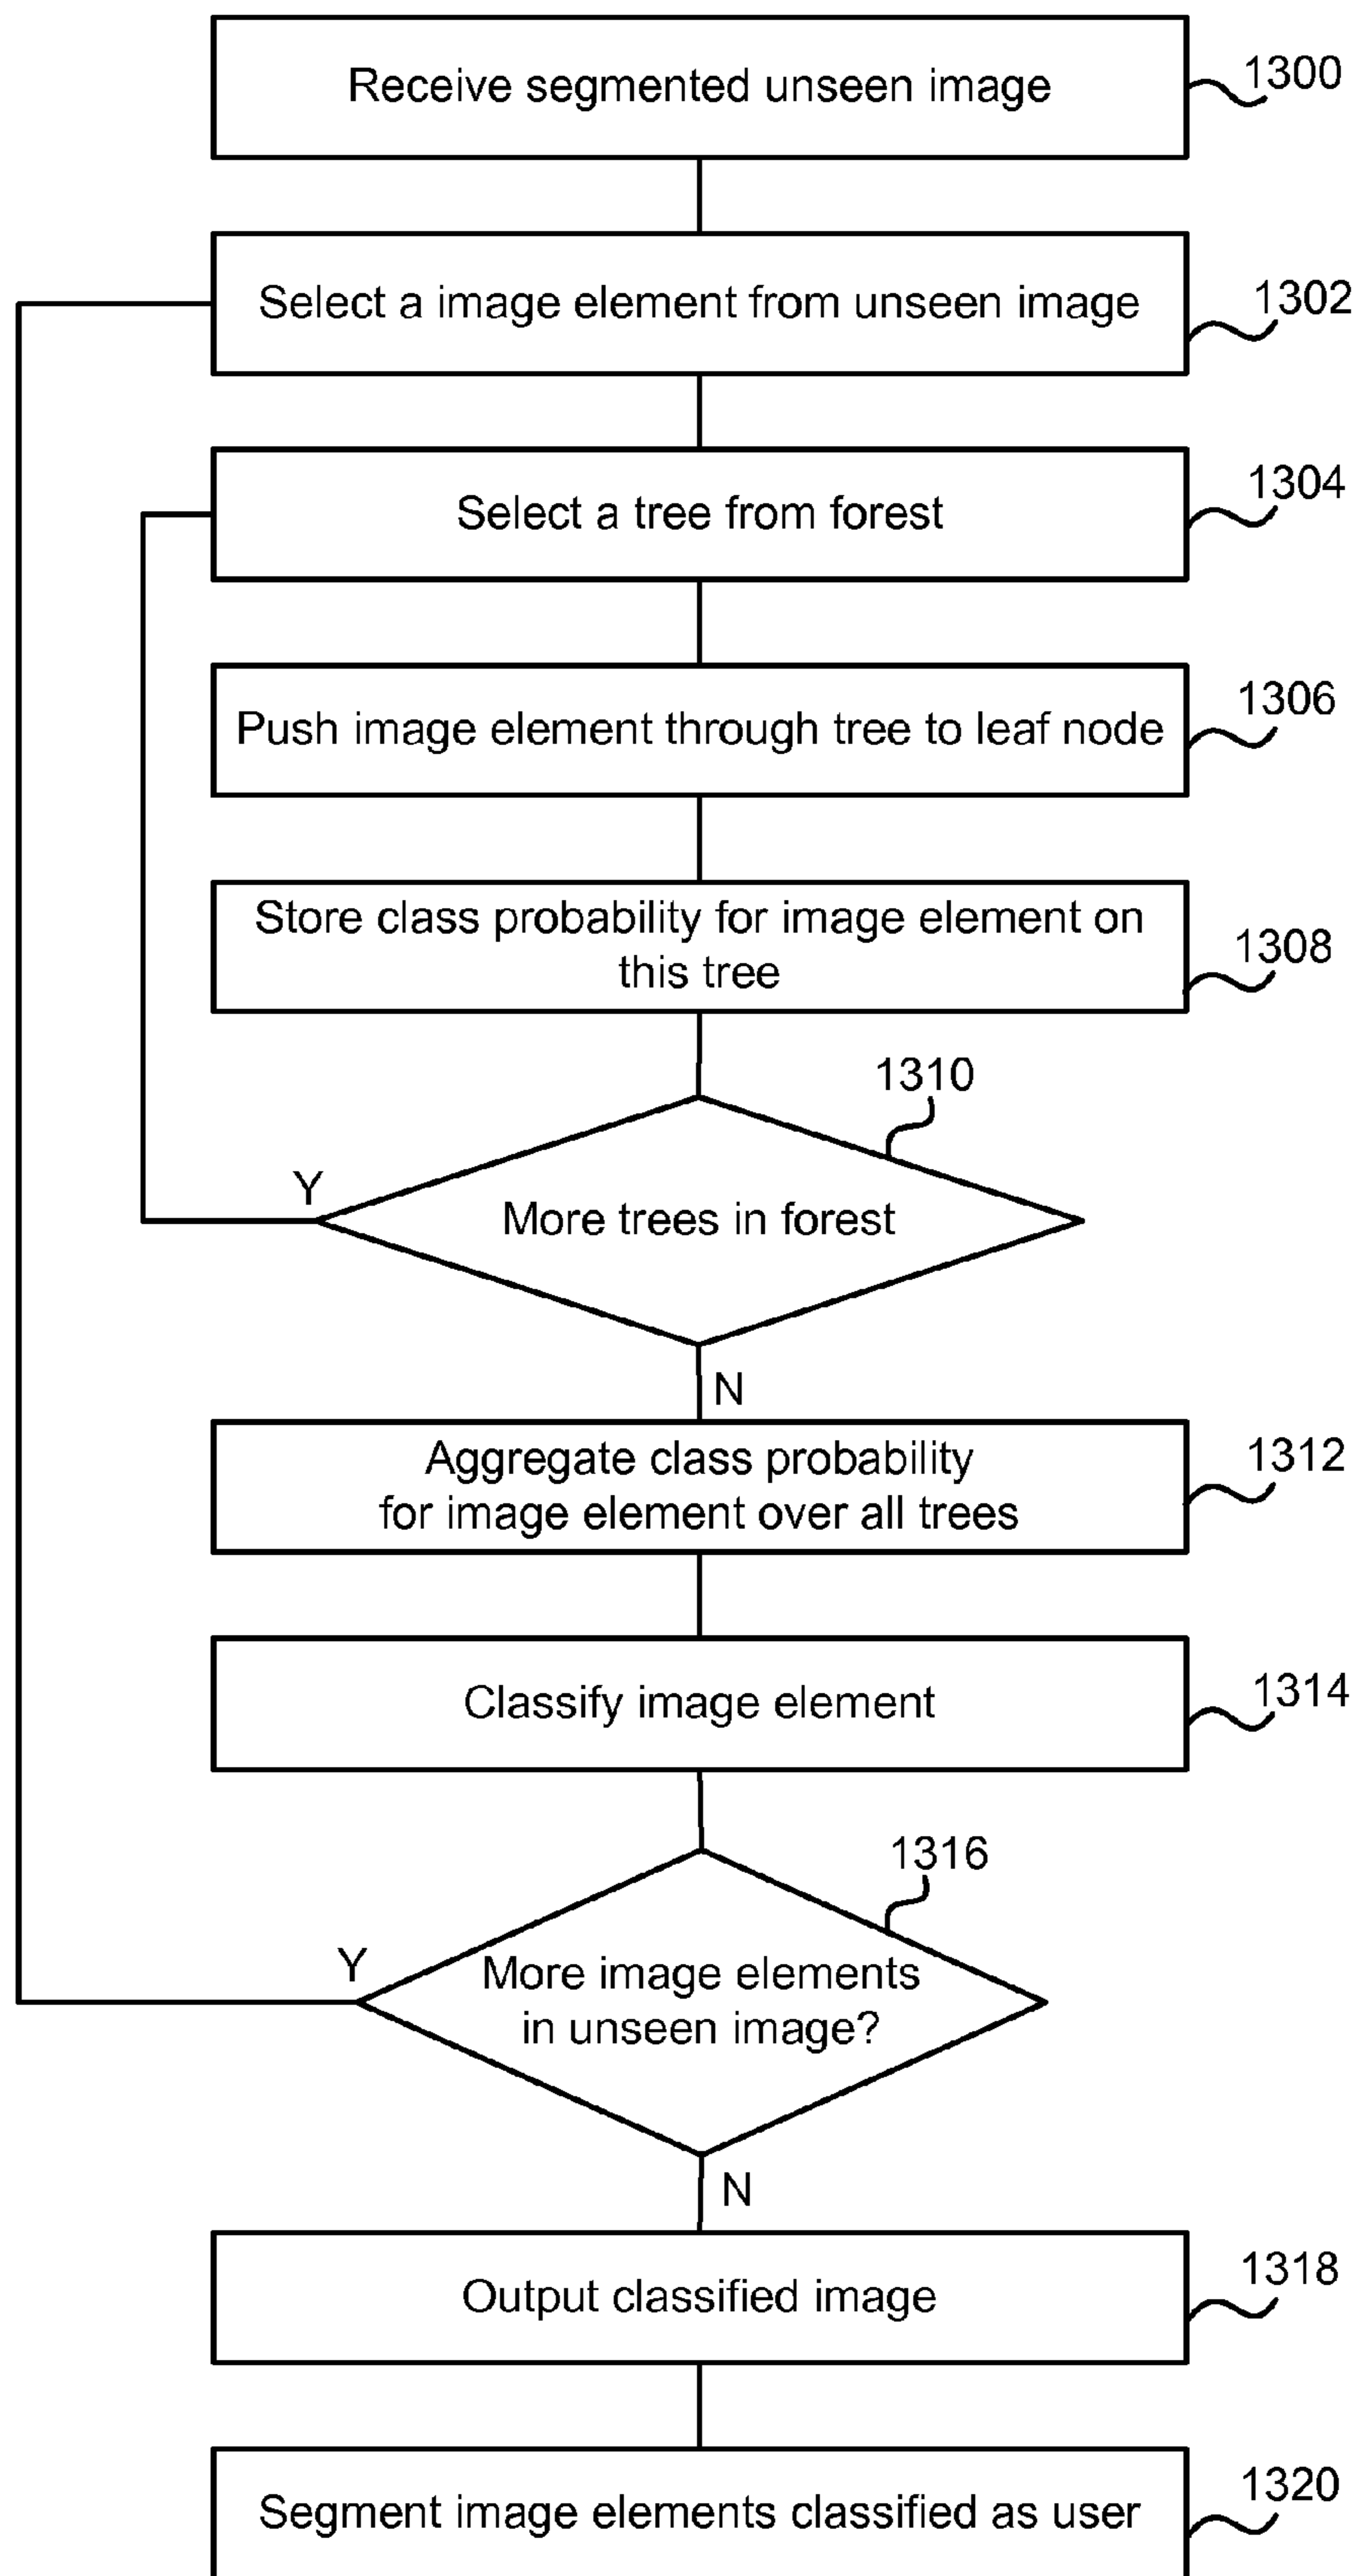 Receive segmented unseen image
1300
Select a image element from unseen image
1302
Select a tree from forest
1304
Push image element through tree to leaf node
1306
Store class probability for image element on
this tree
1308
1310
Y
More trees in forest
N
Aggregate class probability
for image element over all trees
1312
Classify image element
1314
1316
Y
More image elements
in unseen image?
N
Output classified image
1318
Segment image elements classified as user
1320